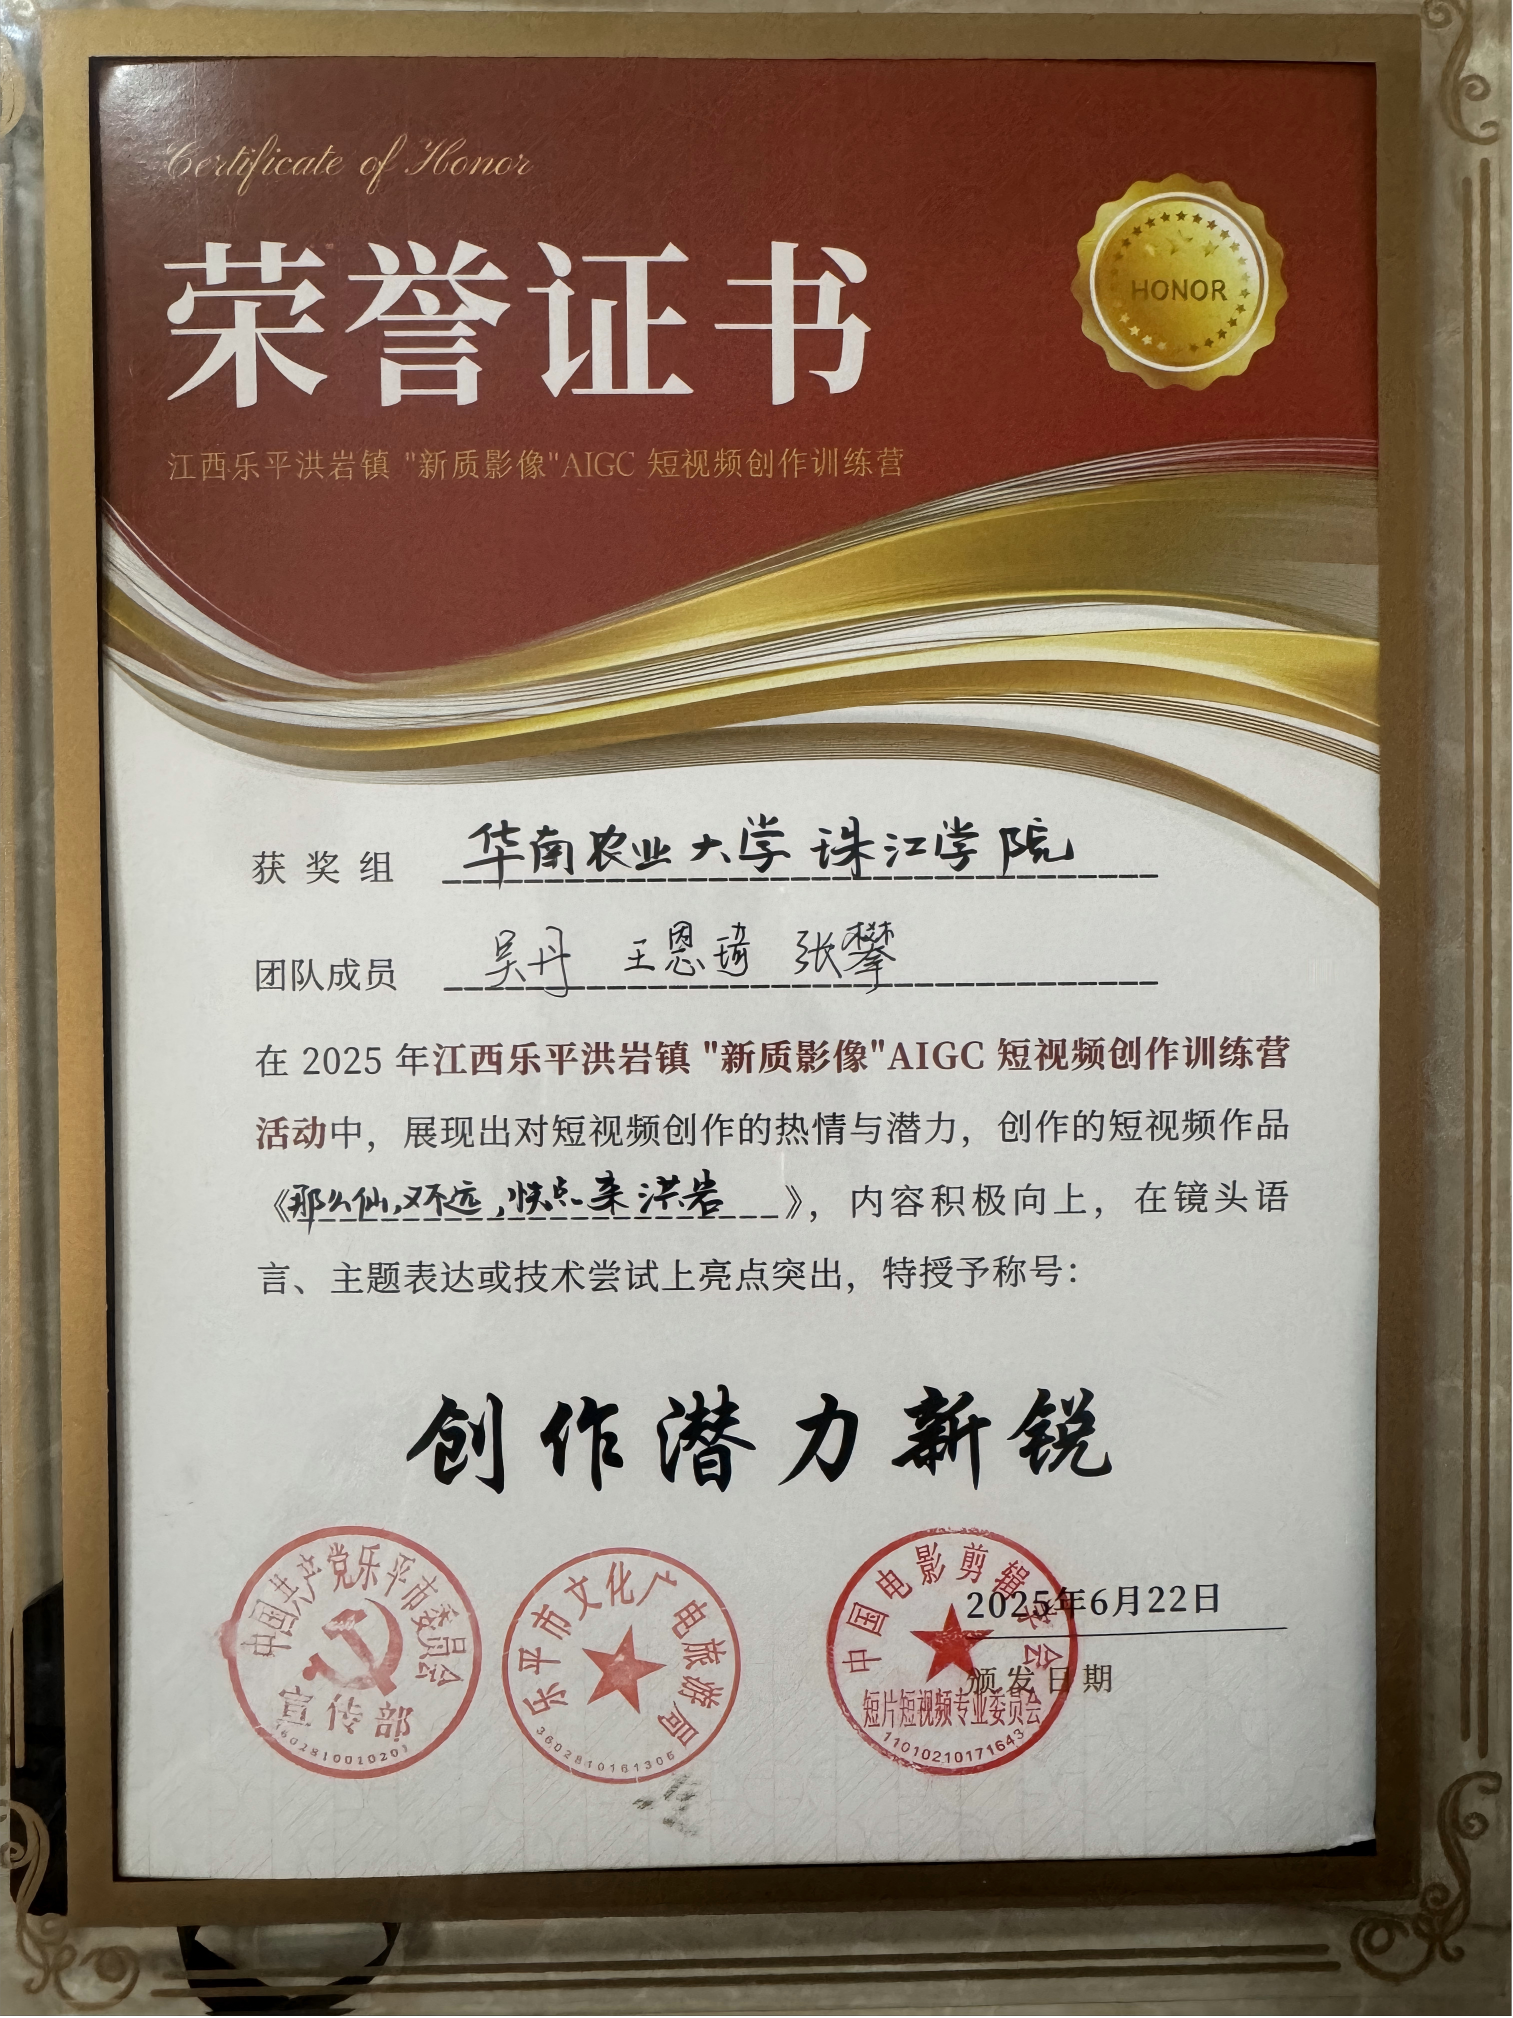 Certificate of Honor
荣誉证书
HONOR
江西乐平洪岩镇 "新质影像"AIGC 短视频创作训练营
获奖组 华南农业大学珠江学院
团队成员 吴丹 王恩琦 张攀
在 2025 年江西乐平洪岩镇 "新质影像"AIGC 短视频创作训练营
活动中，展现出对短视频创作的热情与潜力，创作的短视频作品
《那么仙,又不远,快点来洪岩》，内容积极向上，在镜头语
言、主题表达或技术尝试上亮点突出，特授予称号：
创作潜力新锐
中国共产党乐平市委员会
宣传部
3602810010201
乐平市文化广电旅游局
3602810161306
中国电影剪辑学会
短片短视频专业委员会
11010210171643
2025年6月22日
颁发日期